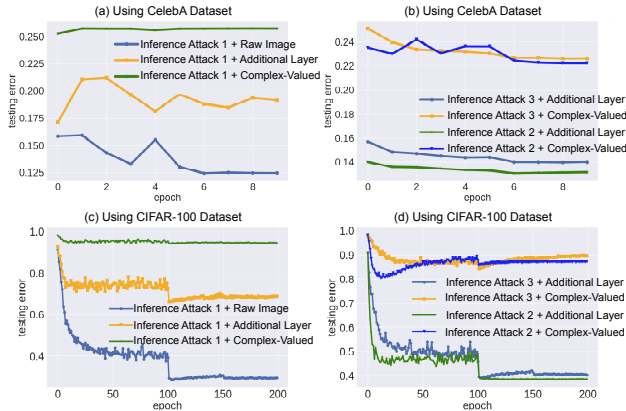 (a) Using CelebA Dataset
0.250
0.225
0.200
0.175
0.150
0.125
testing error
Inference Attack 1 + Raw Image
Inference Attack 1 + Additional Layer
Inference Attack 1 + Complex-Valued
0 2 4 6 8
epoch
(b) Using CelebA Dataset
0.24
0.22
0.20
0.18
0.16
0.14
testing error
Inference Attack 3 + Additional Layer
Inference Attack 3 + Complex-Valued
Inference Attack 2 + Additional Layer
Inference Attack 2 + Complex-Valued
0 2 4 6 8
epoch
(c) Using CIFAR-100 Dataset
1.0
0.8
0.6
0.4
testing error
Inference Attack 1 + Raw Image
Inference Attack 1 + Additional Layer
Inference Attack 1 + Complex-Valued
0 50 100 150 200
epoch
(d) Using CIFAR-100 Dataset
1.0
0.9
0.8
0.7
0.6
0.5
0.4
testing error
Inference Attack 3 + Additional Layer
Inference Attack 3 + Complex-Valued
Inference Attack 2 + Additional Layer
Inference Attack 2 + Complex-Valued
0 50 100 150 200
epoch